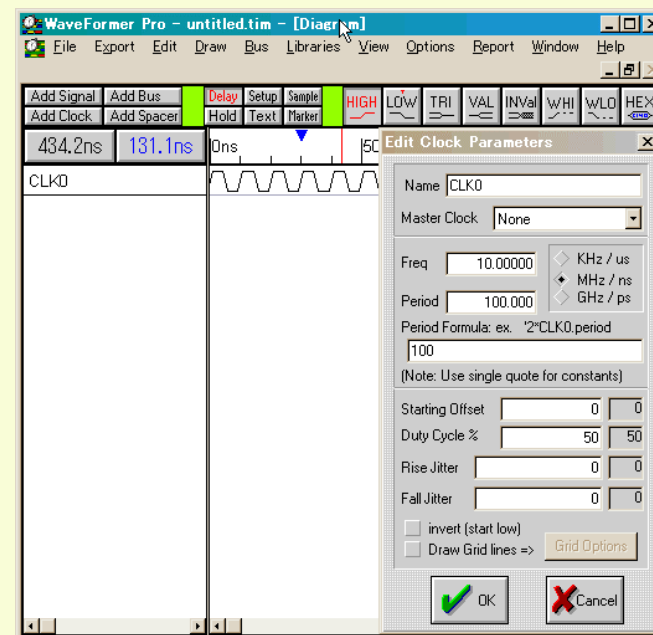 WaveFormer Pro - untitled.tim - [Diagram]
File Export Edit Draw Bus Libraries View Options Report Window Help
Add Signal Add Bus Delay Setup Sample HIGH LOW TRI VAL INVal WHI WLO HEX
Add Clock Add Spacer Hold Text Marker
434.2ns 131.1ns 0ns 50
CLK0
Edit Clock Parameters
Name CLK0
Master Clock None
Freq 10.00000 KHz / us
MHz / ns
Period 100.000 GHz / ps
Period Formula: ex. '2*CLK0.period
100
(Note: Use single quote for constants)
Starting Offset 0 0
Duty Cycle % 50 50
Rise Jitter 0 0
Fall Jitter 0 0
invert (start low)
Draw Grid lines => Grid Options
OK Cancel